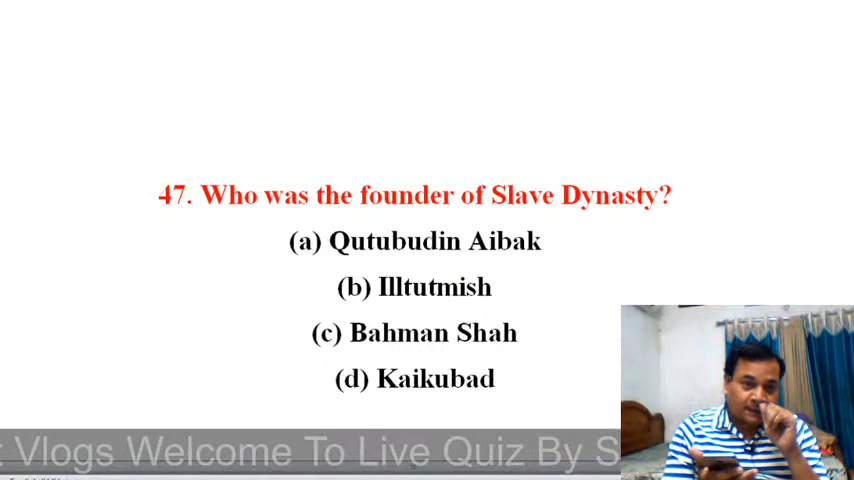 47. Who was the founder of Slave Dynasty?
(a) Qutubudin Aibak
(b) Illtutmish
(c) Bahman Shah
(d) Kaikubad
Vlogs Welcome To Live Quiz By